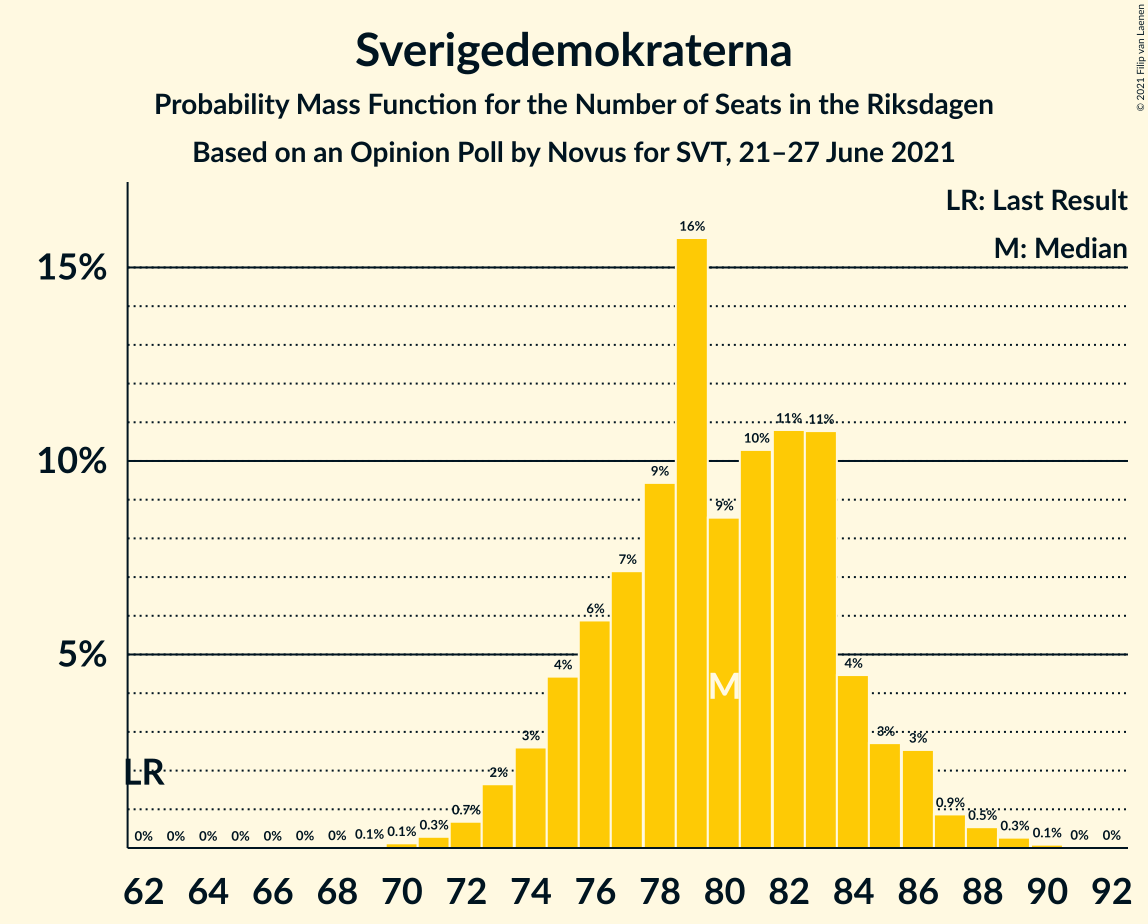 © 2021 Filip van Laenen
Sverigedemokraterna
Probability Mass Function for the Number of Seats in the Riksdagen
Based on an Opinion Poll by Novus for SVT, 21–27 June 2021
LR: Last Result
M: Median
15%
10%
5%
LR
M
0% 0% 0% 0% 0% 0% 0% 0.1% 0.1% 0.3% 0.7% 2% 3% 4% 6% 7% 9% 16% 9% 10% 11% 11% 4% 3% 3% 0.9% 0.5% 0.3% 0.1% 0% 0%
62 64 66 68 70 72 74 76 78 80 82 84 86 88 90 92